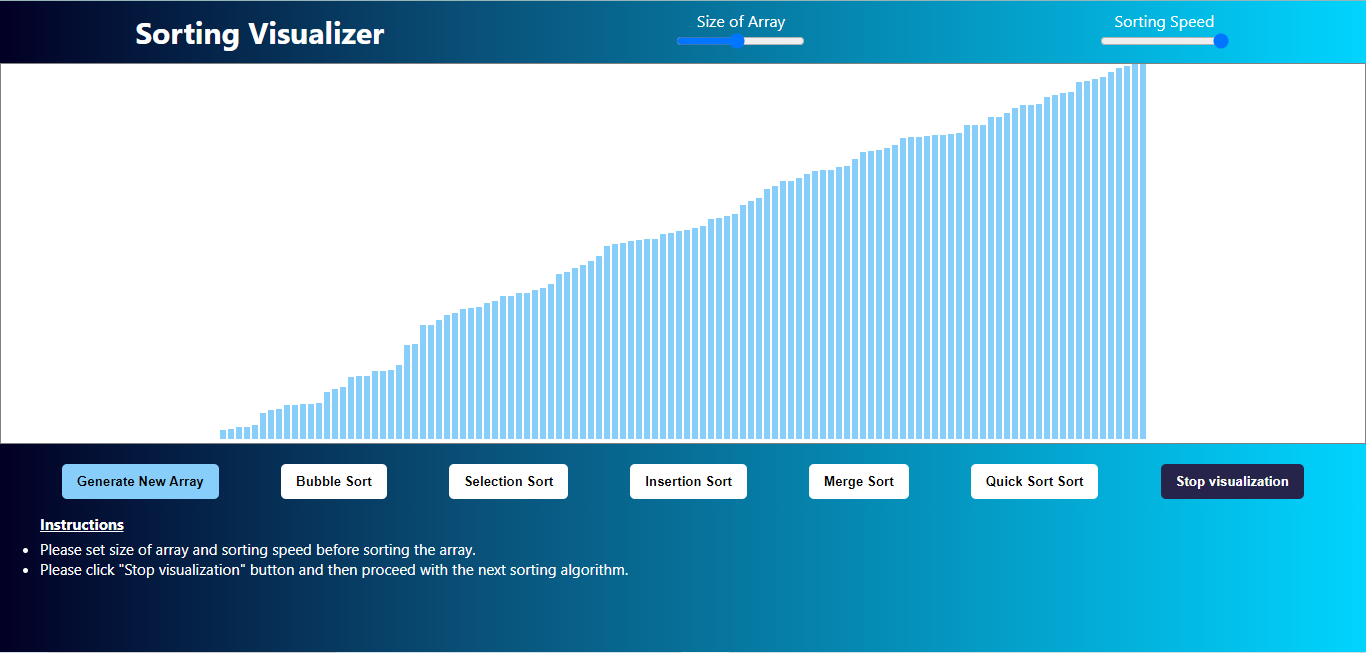 Sorting Visualizer
Size of Array
Sorting Speed
Generate New Array
Bubble Sort
Selection Sort
Insertion Sort
Merge Sort
Quick Sort Sort
Stop visualization
Instructions
Please set size of array and sorting speed before sorting the array.
Please click "Stop visualization" button and then proceed with the next sorting algorithm.